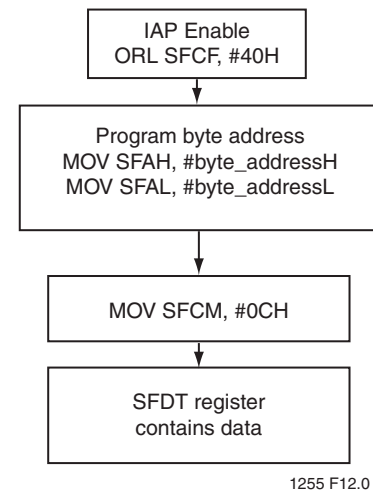 IAP Enable
ORL SFCF, #40H
Program byte address
MOV SFAH, #byte_addressH
MOV SFAL, #byte_addressL
MOV SFCM, #0CH
SFDT register
contains data
1255 F12.0